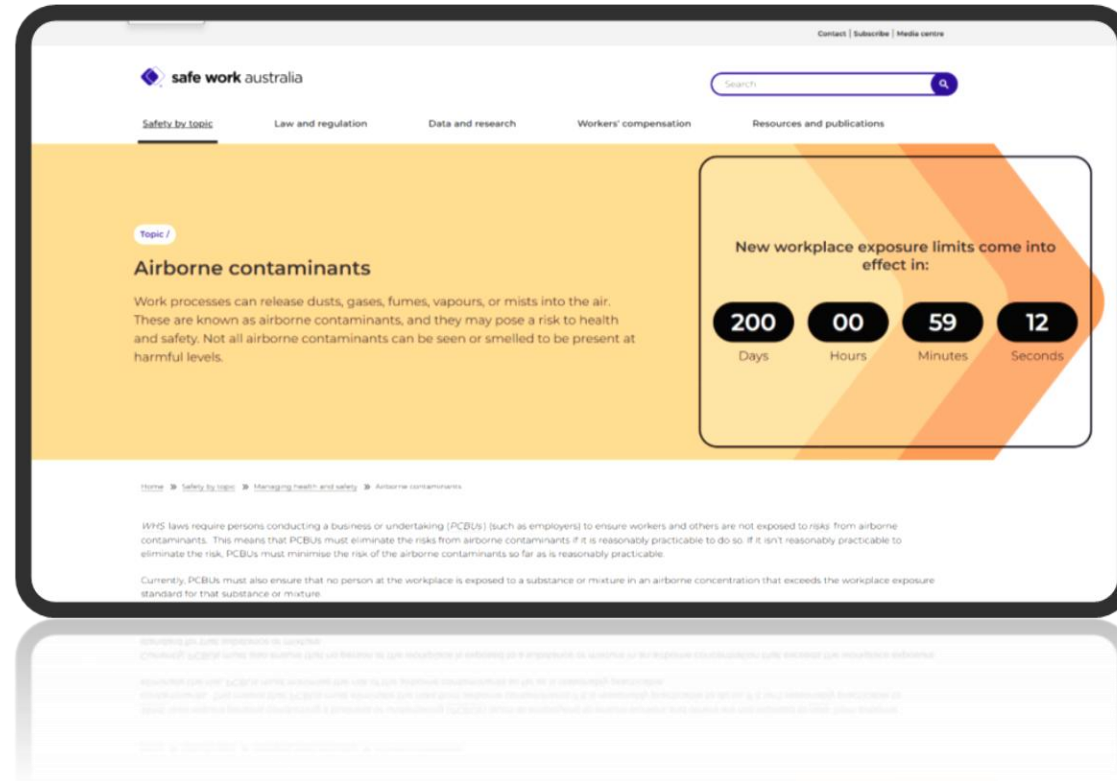 Contact | Subscribe | Media centre
safe work australia
Search
Safety by topic
Law and regulation
Data and research
Workers' compensation
Resources and publications
Topic /
Airborne contaminants
Work processes can release dusts, gases, fumes, vapours, or mists into the air.
These are known as airborne contaminants, and they may pose a risk to health
and safety. Not all airborne contaminants can be seen or smelled to be present at
harmful levels.
New workplace exposure limits come into
effect in:
200 00 59 12
Days Hours Minutes Seconds
Home » Safety by topic » Managing health and safety » Airborne contaminants
WHS laws require persons conducting a business or undertaking (PCBUs) (such as employers) to ensure workers and others are not exposed to risks from airborne
contaminants. This means that PCBUs must eliminate the risks from airborne contaminants if it is reasonably practicable to do so. If it isn't reasonably practicable to
eliminate the risk, PCBUs must minimise the risk of the airborne contaminants so far as is reasonably practicable.
Currently, PCBUs must also ensure that no person at the workplace is exposed to a substance or mixture in an airborne concentration that exceeds the workplace exposure
standard for that substance or mixture.